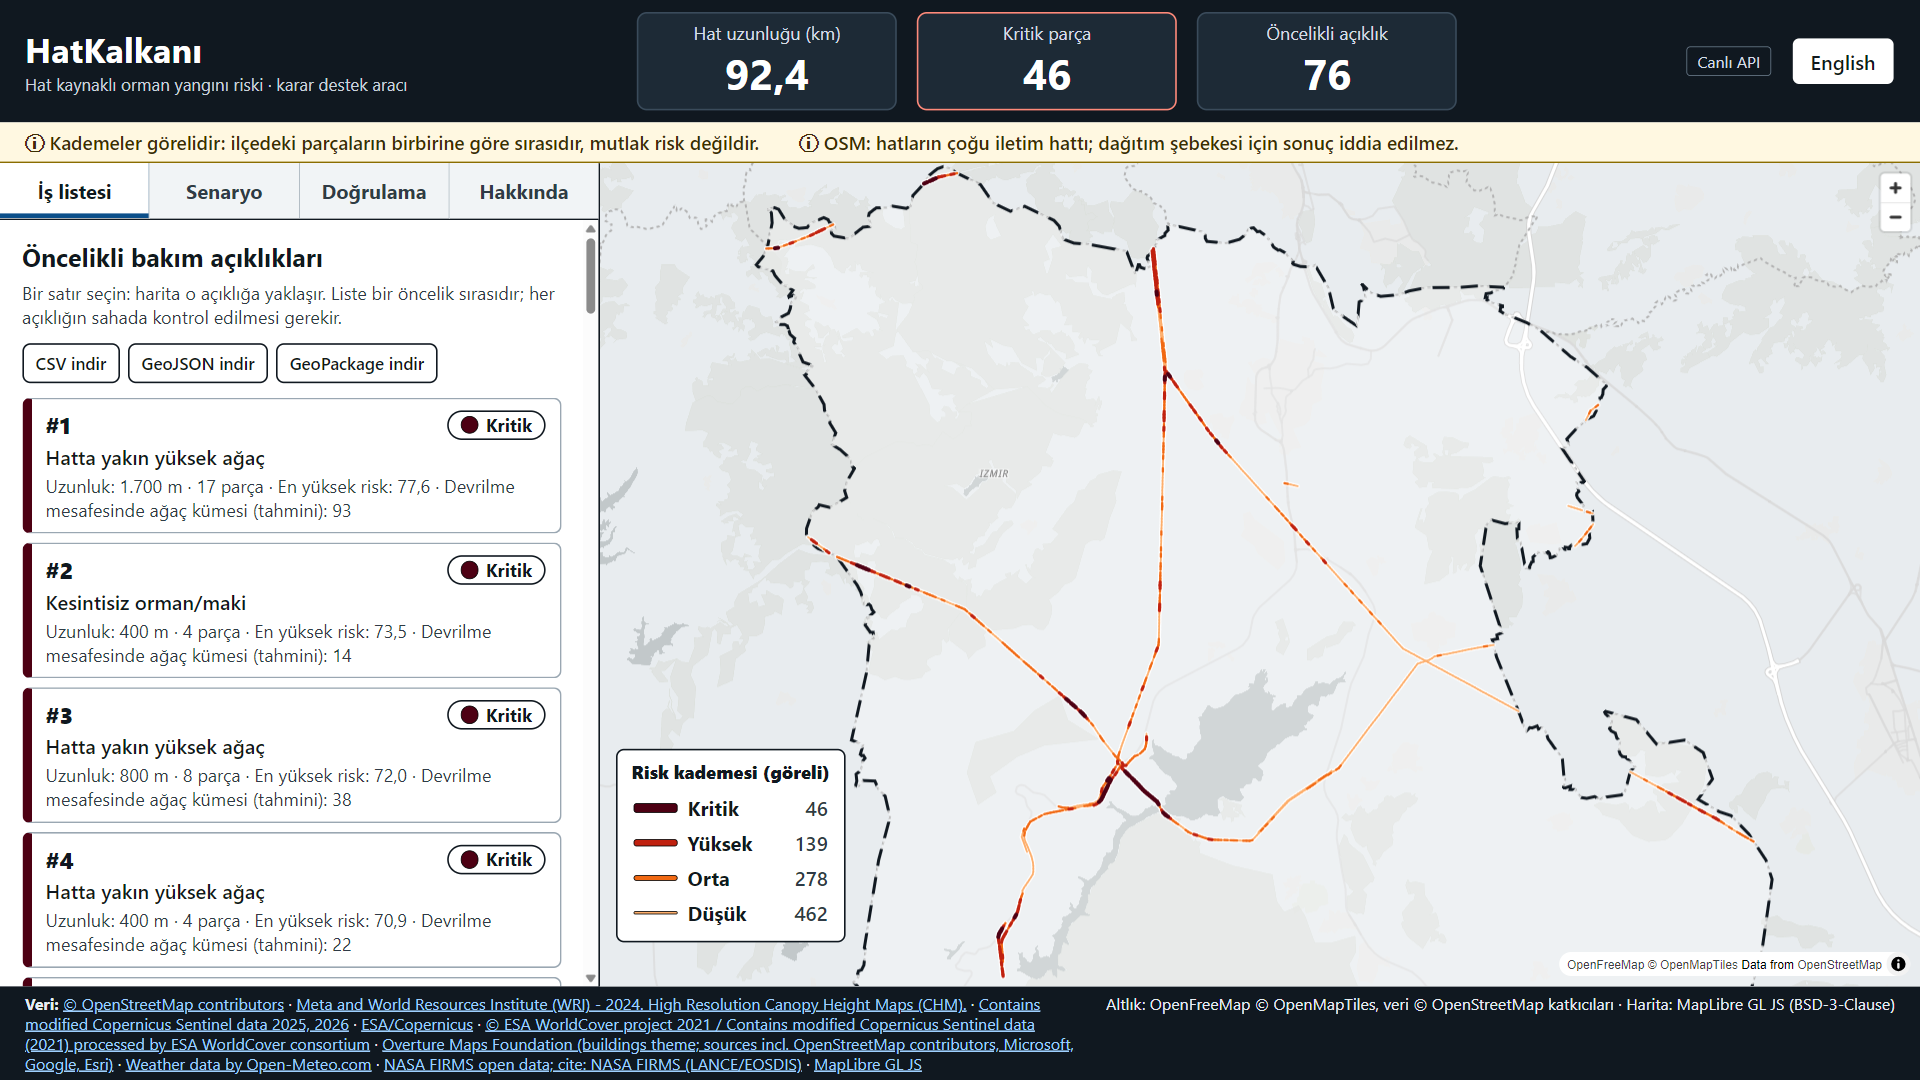 HatKalkanı
Hat kaynaklı orman yangını riski · karar destek aracı
Hat uzunluğu (km)
92,4
Kritik parça
46
Öncelikli açıklık
76
Canlı API
English
Kademeler görelidir: ilçedeki parçaların birbirine göre sırasıdır, mutlak risk değildir.
OSM: hatların çoğu iletim hattı; dağıtım şebekesi için sonuç iddia edilmez.
İş listesi
Senaryo
Doğrulama
Hakkında
Öncelikli bakım açıklıkları
Bir satır seçin: harita o açıklığa yaklaşır. Liste bir öncelik sırasıdır; her
açıklığın sahada kontrol edilmesi gerekir.
CSV indir
GeoJSON indir
GeoPackage indir
#1
Kritik
Hatta yakın yüksek ağaç
Uzunluk: 1.700 m · 17 parça · En yüksek risk: 77,6 · Devrilme
mesafesinde ağaç kümesi (tahmini): 93
#2
Kritik
Kesintisiz orman/maki
Uzunluk: 400 m · 4 parça · En yüksek risk: 73,5 · Devrilme
mesafesinde ağaç kümesi (tahmini): 14
#3
Kritik
Hatta yakın yüksek ağaç
Uzunluk: 800 m · 8 parça · En yüksek risk: 72,0 · Devrilme
mesafesinde ağaç kümesi (tahmini): 38
#4
Kritik
Hatta yakın yüksek ağaç
Uzunluk: 400 m · 4 parça · En yüksek risk: 70,9 · Devrilme
mesafesinde ağaç kümesi (tahmini): 22
IZMIR
+
−
Risk kademesi (göreli)
Kritik 46
Yüksek 139
Orta 278
Düşük 462
OpenFreeMap © OpenMapTiles Data from OpenStreetMap
Veri: © OpenStreetMap contributors · Meta and World Resources Institute (WRI) - 2024. High Resolution Canopy Height Maps (CHM). · Contains
modified Copernicus Sentinel data 2025, 2026 · ESA/Copernicus · © ESA WorldCover project 2021 / Contains modified Copernicus Sentinel data
(2021) processed by ESA WorldCover consortium · Overture Maps Foundation (buildings theme; sources incl. OpenStreetMap contributors, Microsoft,
Google, Esri) · Weather data by Open-Meteo.com · NASA FIRMS open data; cite: NASA FIRMS (LANCE/EOSDIS) · MapLibre GL JS
Altlık: OpenFreeMap © OpenMapTiles, veri © OpenStreetMap katkıcıları · Harita: MapLibre GL JS (BSD-3-Clause)